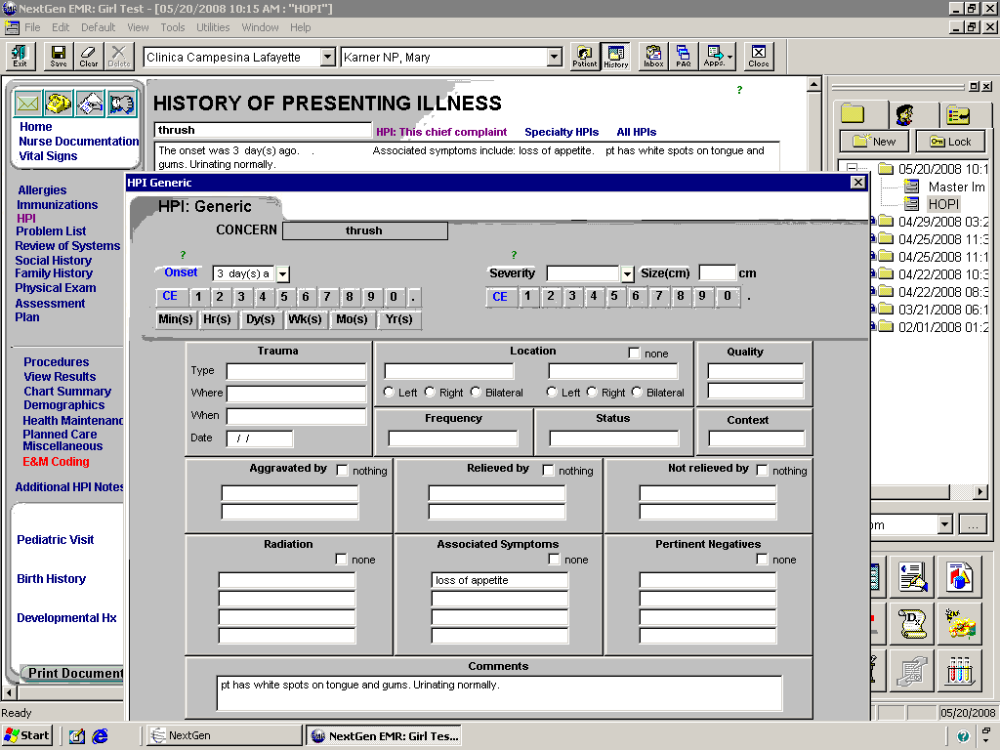 NextGen EMR: Girl Test - [05/20/2008 10:15 AM : "HOPI"]
File Edit Default View Tools Utilities Window Help
Exit Save Clear Delete Clinica Campesina Lafayette Karner NP, Mary Patient History Inbox PAQ Apps Close
?
HISTORY OF PRESENTING ILLNESS
thrush HPI: This chief complaint Specialty HPIs All HPIs
The onset was 3 day(s) ago. . Associated symptoms include: loss of appetite. pt has white spots on tongue and
gums. Urinating normally.
Home
Nurse Documentation
Vital Signs
Allergies
Immunizations
HPI
Problem List
Review of Systems
Social History
Family History
Physical Exam
Assessment
Plan
Procedures
View Results
Chart Summary
Demographics
Health Maintenanc
Planned Care
Miscellaneous
E&M Coding
Additional HPI Notes
Pediatric Visit
Birth History
Developmental Hx
Print Document
HPI Generic
HPI: Generic
CONCERN thrush
? ?
Onset 3 day(s) a Severity Size(cm) cm
CE 1 2 3 4 5 6 7 8 9 0 . CE 1 2 3 4 5 6 7 8 9 0 .
Min(s) Hr(s) Dy(s) Wk(s) Mo(s) Yr(s)
Trauma
Type
Where
When
Date / /
Location none
Left Right Bilateral Left Right Bilateral
Quality
Frequency
Status
Context
Aggravated by nothing
Relieved by nothing
Not relieved by nothing
Radiation
none
Associated Symptoms
none
loss of appetite
Pertinent Negatives
none
Comments
pt has white spots on tongue and gums. Urinating normally.
New Lock
05/20/2008 10:1
Master Im
HOPI
04/29/2008 03:2
04/25/2008 11:3
04/25/2008 11:1
04/22/2008 10:3
04/22/2008 08:3
03/21/2008 06:1
02/01/2008 01:2
om ...
Dx
Ready 05/20/2008
Start NextGen NextGen EMR: Girl Tes... ?